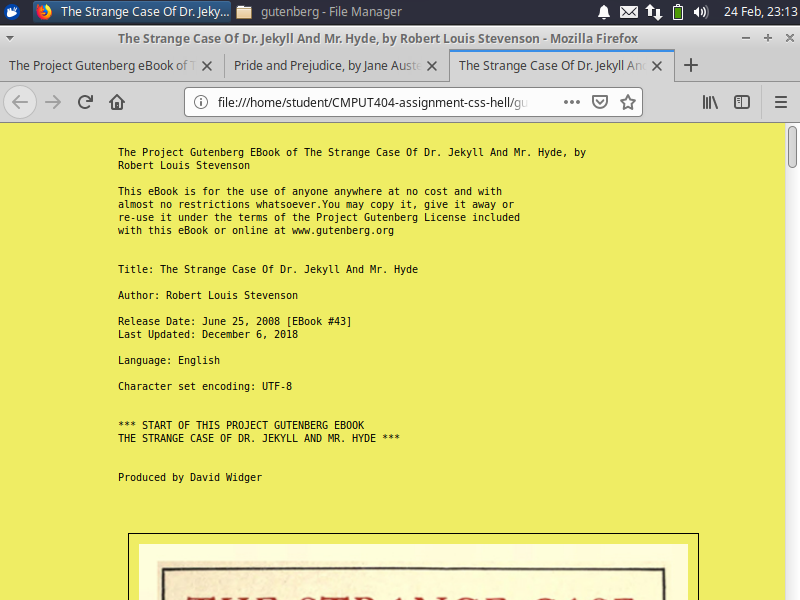 The Strange Case Of Dr. Jeky...
gutenberg - File Manager
24 Feb, 23:13
The Strange Case Of Dr. Jekyll And Mr. Hyde, by Robert Louis Stevenson - Mozilla Firefox
The Project Gutenberg eBook of T
Pride and Prejudice, by Jane Auste
The Strange Case Of Dr. Jekyll An
file:///home/student/CMPUT404-assignment-css-hell/gu
The Project Gutenberg EBook of The Strange Case Of Dr. Jekyll And Mr. Hyde, by
Robert Louis Stevenson
This eBook is for the use of anyone anywhere at no cost and with
almost no restrictions whatsoever.You may copy it, give it away or
re-use it under the terms of the Project Gutenberg License included
with this eBook or online at www.gutenberg.org
Title: The Strange Case Of Dr. Jekyll And Mr. Hyde
Author: Robert Louis Stevenson
Release Date: June 25, 2008 [EBook #43]
Last Updated: December 6, 2018
Language: English
Character set encoding: UTF-8
*** START OF THIS PROJECT GUTENBERG EBOOK
THE STRANGE CASE OF DR. JEKYLL AND MR. HYDE ***
Produced by David Widger
THE STRANGE CASE